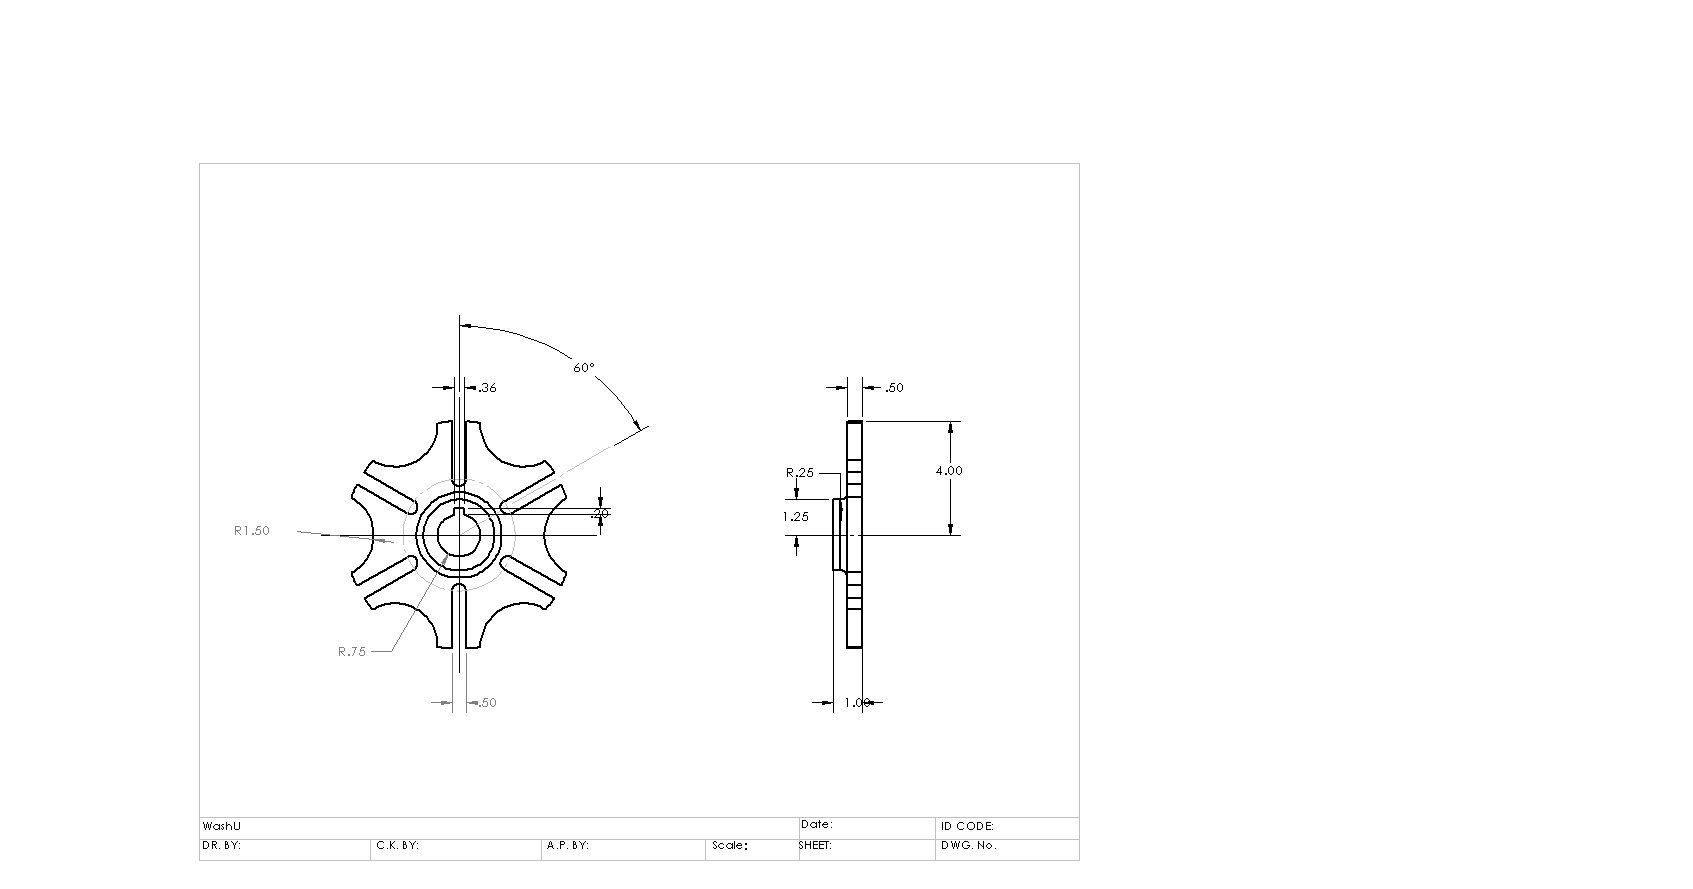 60°
.36
.50
R.25
4.00
.20
1.25
R1.50
R.75
.50
1.00
WashU
Date:
ID CODE:
DR. BY:
C.K. BY:
A.P. BY:
Scale:
SHEET:
DWG. No.